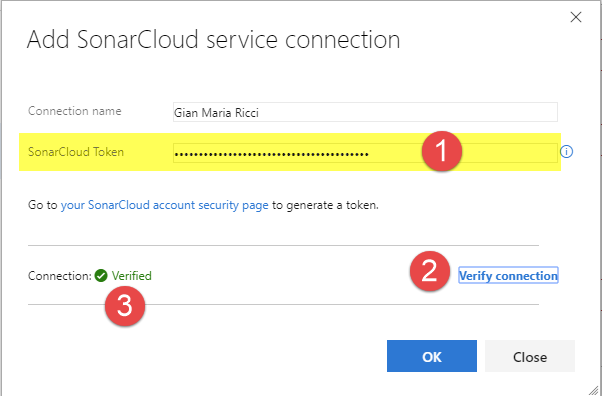 Add SonarCloud service connection
Connection name
Gian Maria Ricci
SonarCloud Token
••••••••••••••••••••••••••••••••••••••••
1
Go to your SonarCloud account security page to generate a token.
Connection: Verified
2
Verify connection
3
OK
Close